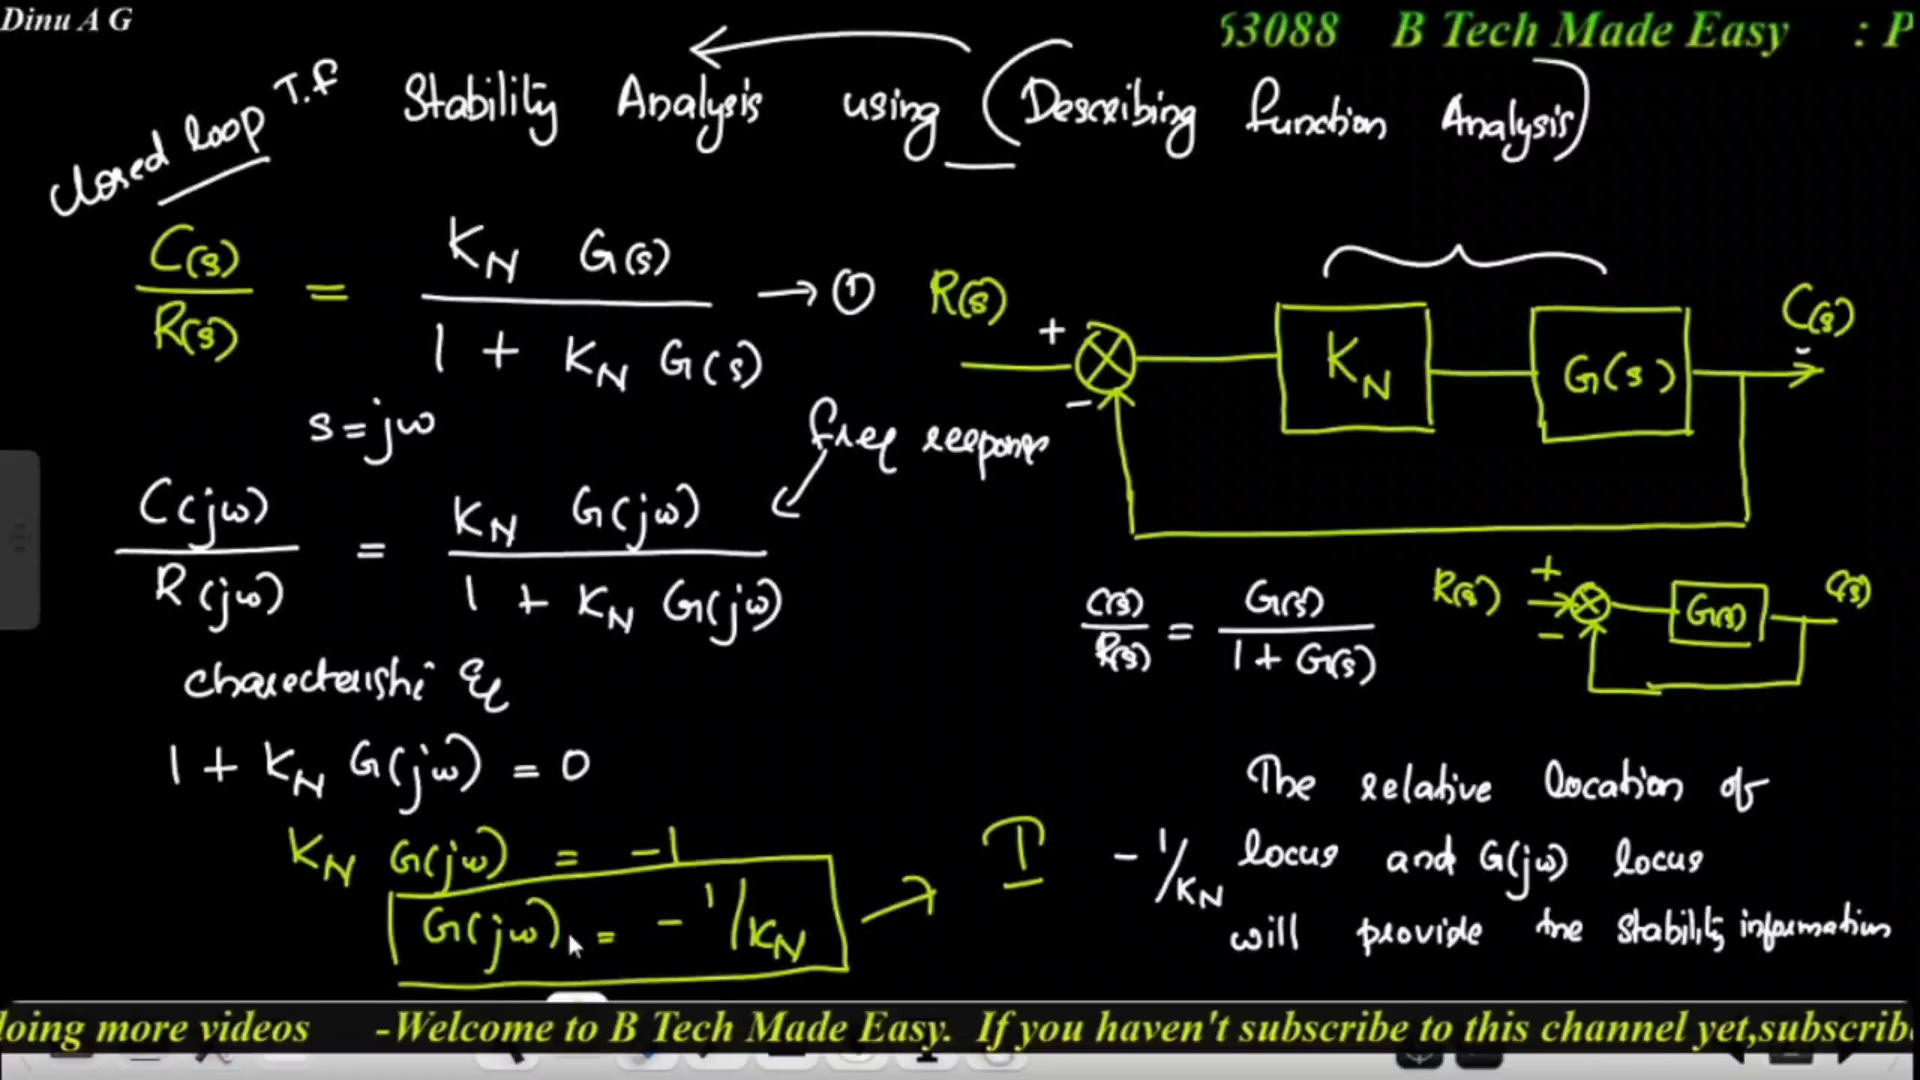 Dinu A G
53088 B Tech Made Easy : P
closed loop T.f
Stability Analysis using (Describing function Analysis)
C(s)/R(s) = K_N G(s) / 1 + K_N G(s) → ①
s = jω
freq response
C(jω)/R(jω) = K_N G(jω) / 1 + K_N G(jω)
1 + K_N G(jω) = 0
K_N G(jω) = -1
G(jω) = - 1/K_N → I
R(s) + - K_N G(s) C(s)
C(s)/R(s) = G(s) / 1 + G(s)
R(s) + - G(s) C(s)
The relative location of
- 1/K_N locus and G(jω) locus
will provide the stability information
doing more videos -Welcome to B Tech Made Easy. If you haven't subscribe to this channel yet,subscrib